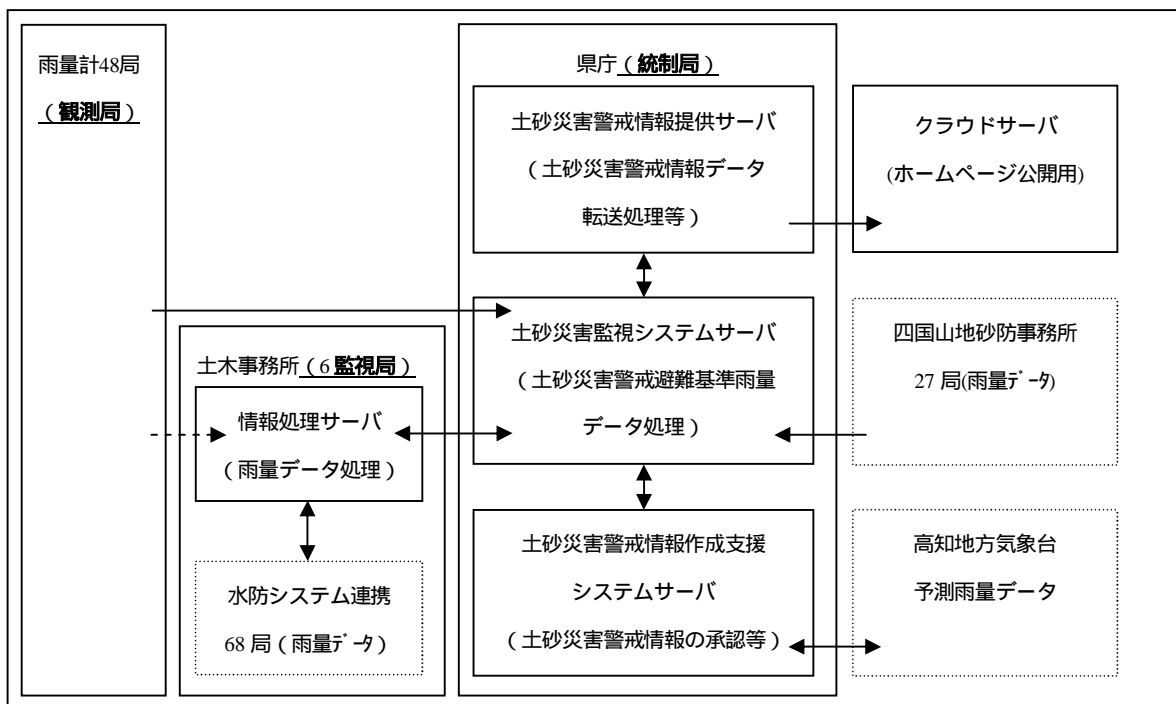 雨量計48局
（観測局）
土木事務所（6 監視局）
情報処理サーバ
（雨量データ処理）
水防システム連携
68 局（雨量ﾃﾞｰﾀ）
県庁（統制局）
土砂災害警戒情報提供サーバ
（土砂災害警戒情報データ
転送処理等）
土砂災害監視システムサーバ
（土砂災害警戒避難基準雨量
データ処理）
土砂災害警戒情報作成支援
システムサーバ
（土砂災害警戒情報の承認等）
クラウドサーバ
(ホームページ公開用)
四国山地砂防事務所
27 局(雨量ﾃﾞｰﾀ)
高知地方気象台
予測雨量データ